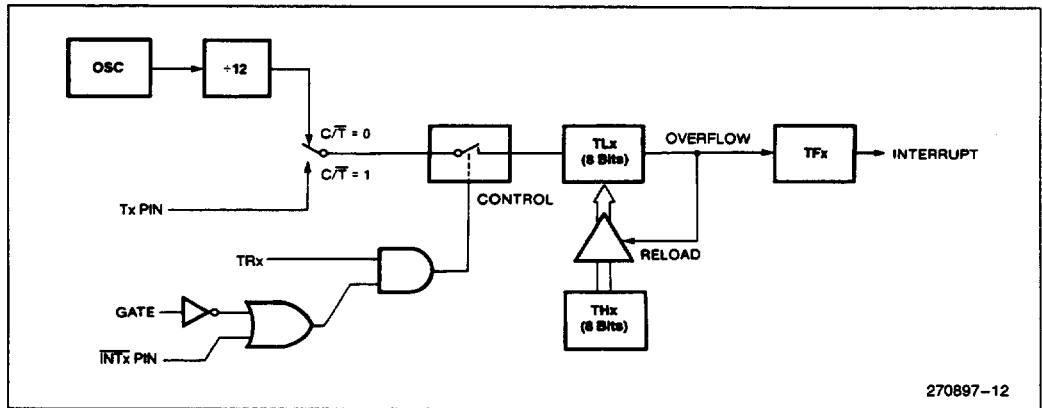 OSC
÷12
C/T̅ = 0
C/T̅ = 1
Tx PIN
CONTROL
TLx
(8 Bits)
OVERFLOW
TFx
INTERRUPT
RELOAD
THx
(8 Bits)
TRx
GATE
I̅N̅T̅x̅ PIN
270897–12